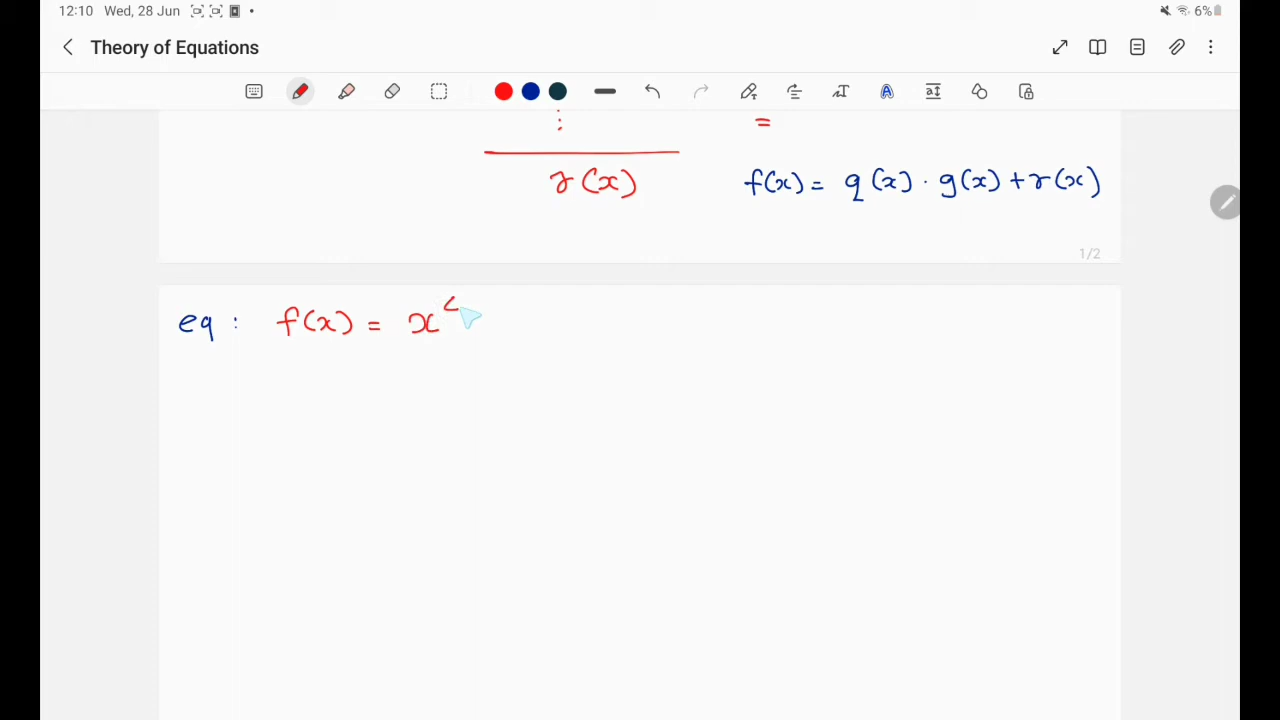 12:10 Wed, 28 Jun
6%
Theory of Equations
⋮ =
r(x) f(x) = q(x) · g(x) + r(x)
1/2
eg : f(x) = x